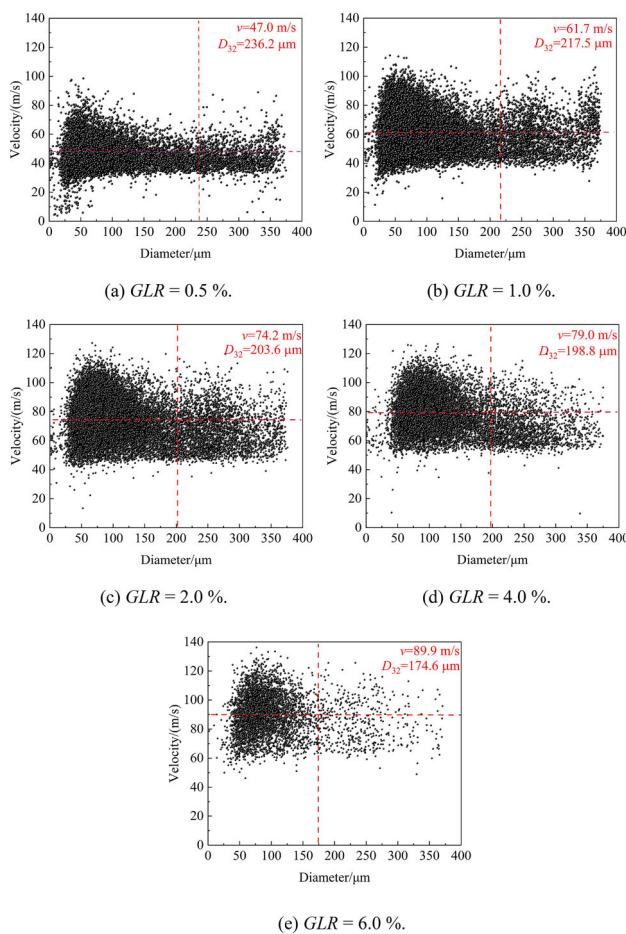 v=47.0 m/s
D32=236.2 μm
140
120
100
80
60
40
20
0
Velocity/(m/s)
0 50 100 150 200 250 300 350 400
Diameter/μm
(a) GLR = 0.5 %.
v=61.7 m/s
D32=217.5 μm
140
120
100
80
60
40
20
0
Velocity/(m/s)
0 50 100 150 200 250 300 350 400
Diameter/μm
(b) GLR = 1.0 %.
v=74.2 m/s
D32=203.6 μm
140
120
100
80
60
40
20
0
Velocity/(m/s)
0 50 100 150 200 250 300 350 400
Diameter/μm
(c) GLR = 2.0 %.
v=79.0 m/s
D32=198.8 μm
140
120
100
80
60
40
20
0
Velocity/(m/s)
0 50 100 150 200 250 300 350 400
Diameter/μm
(d) GLR = 4.0 %.
v=89.9 m/s
D32=174.6 μm
140
120
100
80
60
40
20
0
Velocity/(m/s)
0 50 100 150 200 250 300 350 400
Diameter/μm
(e) GLR = 6.0 %.